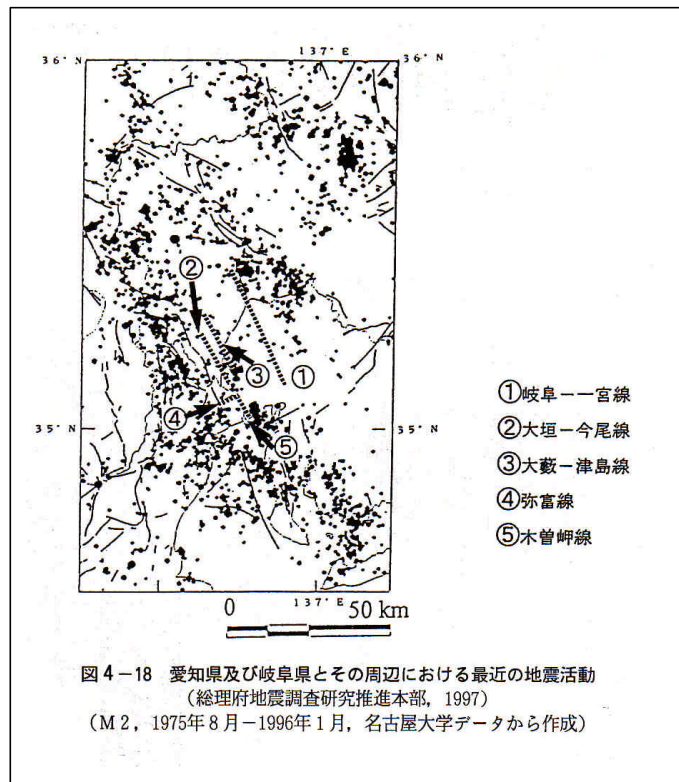 137° E
36° N
36° N
②
③
①
④
⑤
35°
35° N
①岐阜ー一宮線
②大垣ー今尾線
③大藪ー津島線
④弥富線
⑤木曽岬線
137° E
0 50 km
図4－18 愛知県及び岐阜県とその周辺における最近の地震活動
（総理府地震調査研究推進本部，1997）
（M2，1975年8月－1996年1月，名古屋大学データから作成）